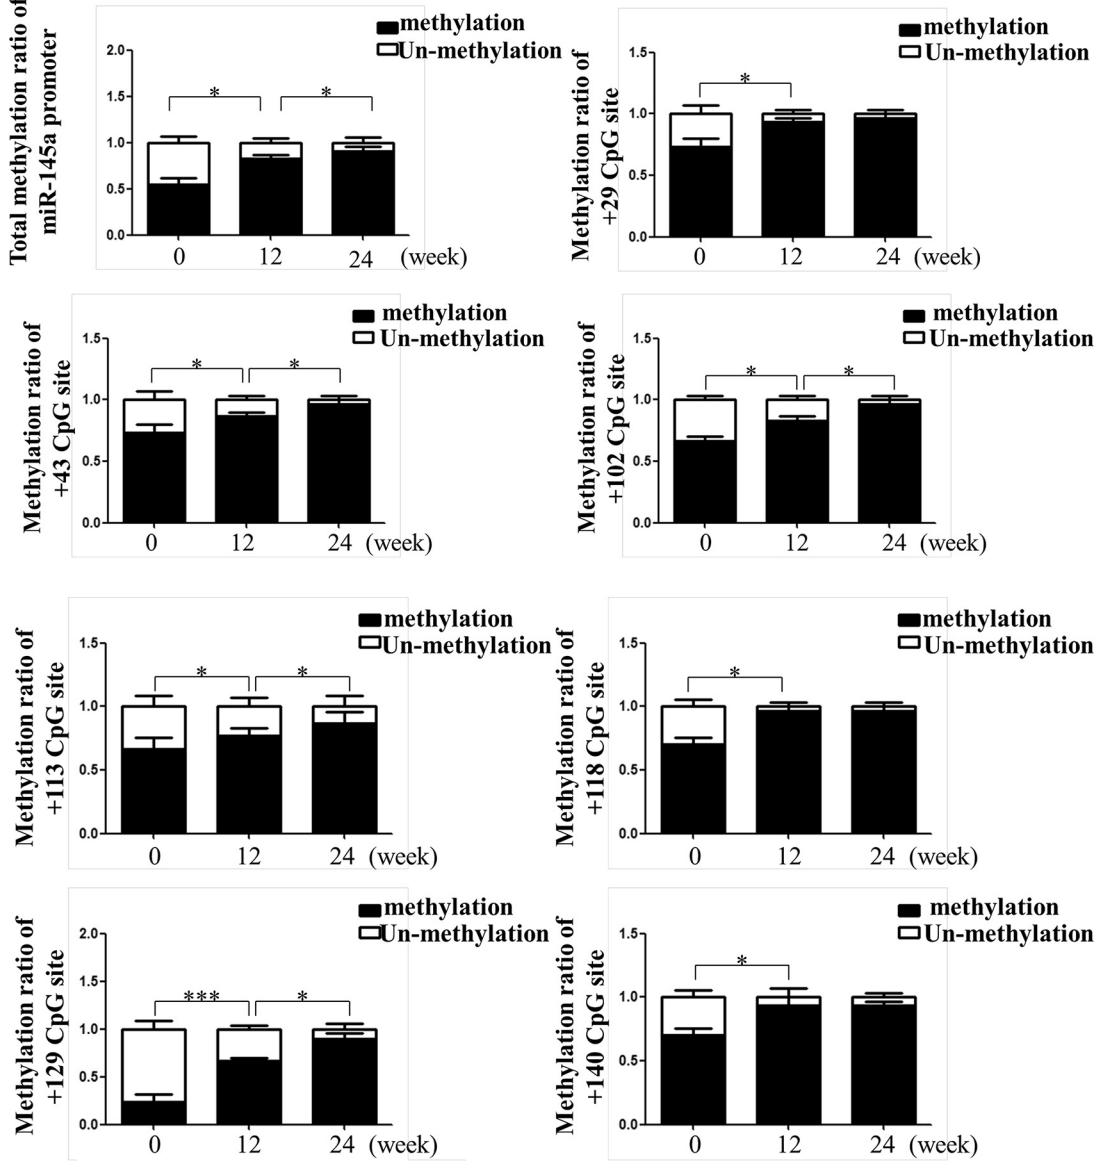 Total methylation ratio of
miR-145a promoter
methylation
Un-methylation
2.0
1.5
1.0
0.5
0.0
*
*
0
12
24
(week)
Methylation ratio of
+29 CpG site
methylation
Un-methylation
1.5
1.0
0.5
0.0
*
0
12
24
(week)
Methylation ratio of
+43 CpG site
methylation
Un-methylation
1.5
1.0
0.5
0.0
*
*
0
12
24
(week)
Methylation ratio of
+102 CpG site
methylation
Un-methylation
1.5
1.0
0.5
0.0
*
*
0
12
24
(week)
Methylation ratio of
+113 CpG site
methylation
Un-methylation
1.5
1.0
0.5
0.0
*
*
0
12
24
(week)
Methylation ratio of
+118 CpG site
methylation
Un-methylation
1.5
1.0
0.5
0.0
*
0
12
24
(week)
Methylation ratio of
+129 CpG site
methylation
Un-methylation
2.0
1.5
1.0
0.5
0.0
***
*
0
12
24
(week)
Methylation ratio of
+140 CpG site
methylation
Un-methylation
1.5
1.0
0.5
0.0
*
0
12
24
(week)